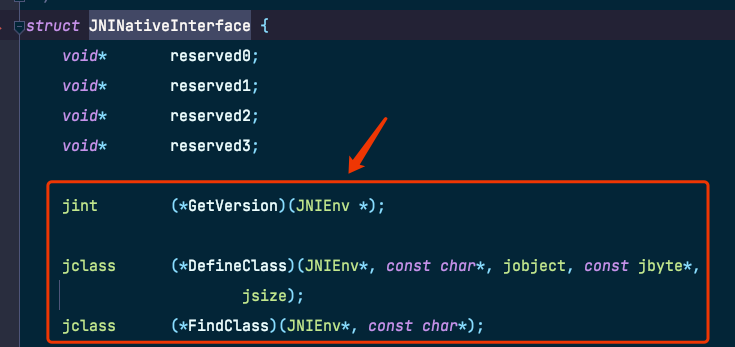 struct JNINativeInterface {
void*       reserved0;
void*       reserved1;
void*       reserved2;
void*       reserved3;
jint        (*GetVersion)(JNIEnv *);
jclass      (*DefineClass)(JNIEnv*, const char*, jobject, const jbyte*,
jsize);
jclass      (*FindClass)(JNIEnv*, const char*);